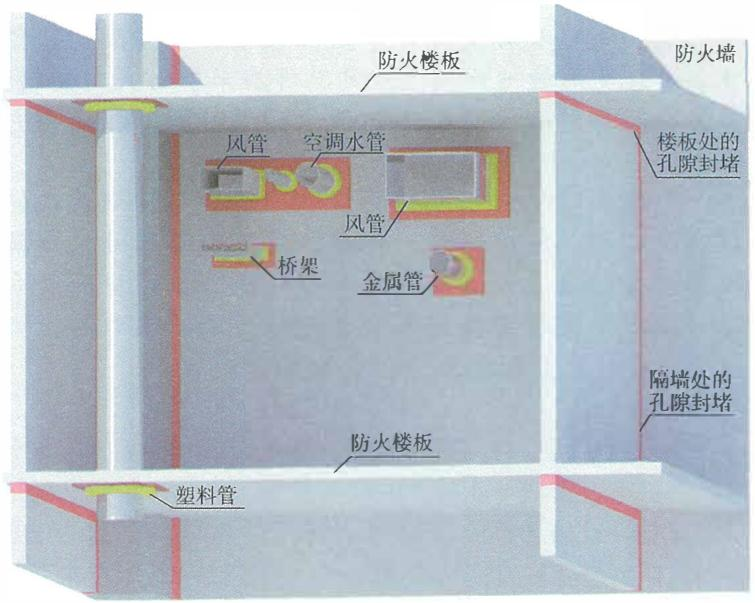 防火墙
防火楼板
楼板处的
孔隙封堵
风管
空调水管
风管
桥架
金属管
隔墙处的
孔隙封堵
防火楼板
塑料管